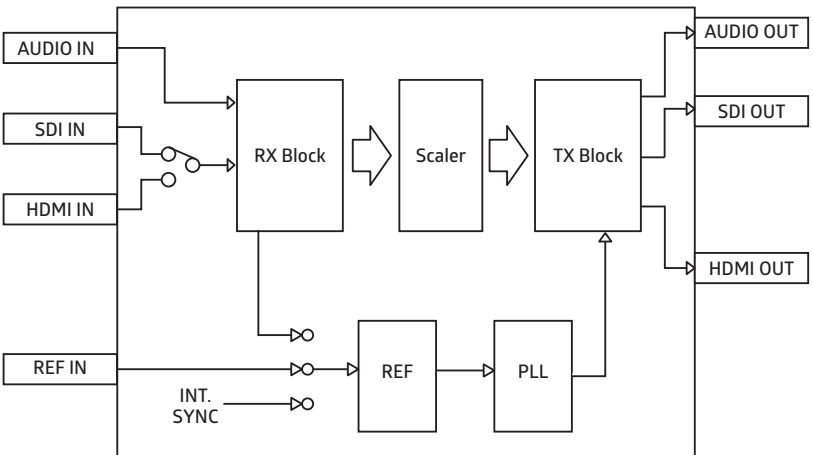 AUDIO IN
AUDIO OUT
SDI IN
SDI OUT
RX Block
Scaler
TX Block
HDMI IN
HDMI OUT
REF IN
REF
PLL
INT.
SYNC